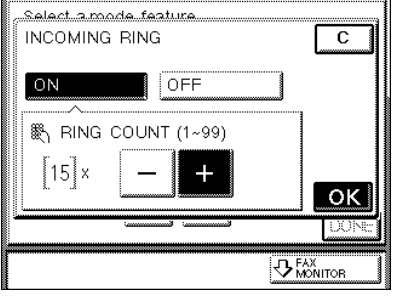 Select a mode feature
INCOMING RING
C
ON
OFF
RING COUNT (1~99)
[15]x
−
+
OK
DONE
FAX
MONITOR